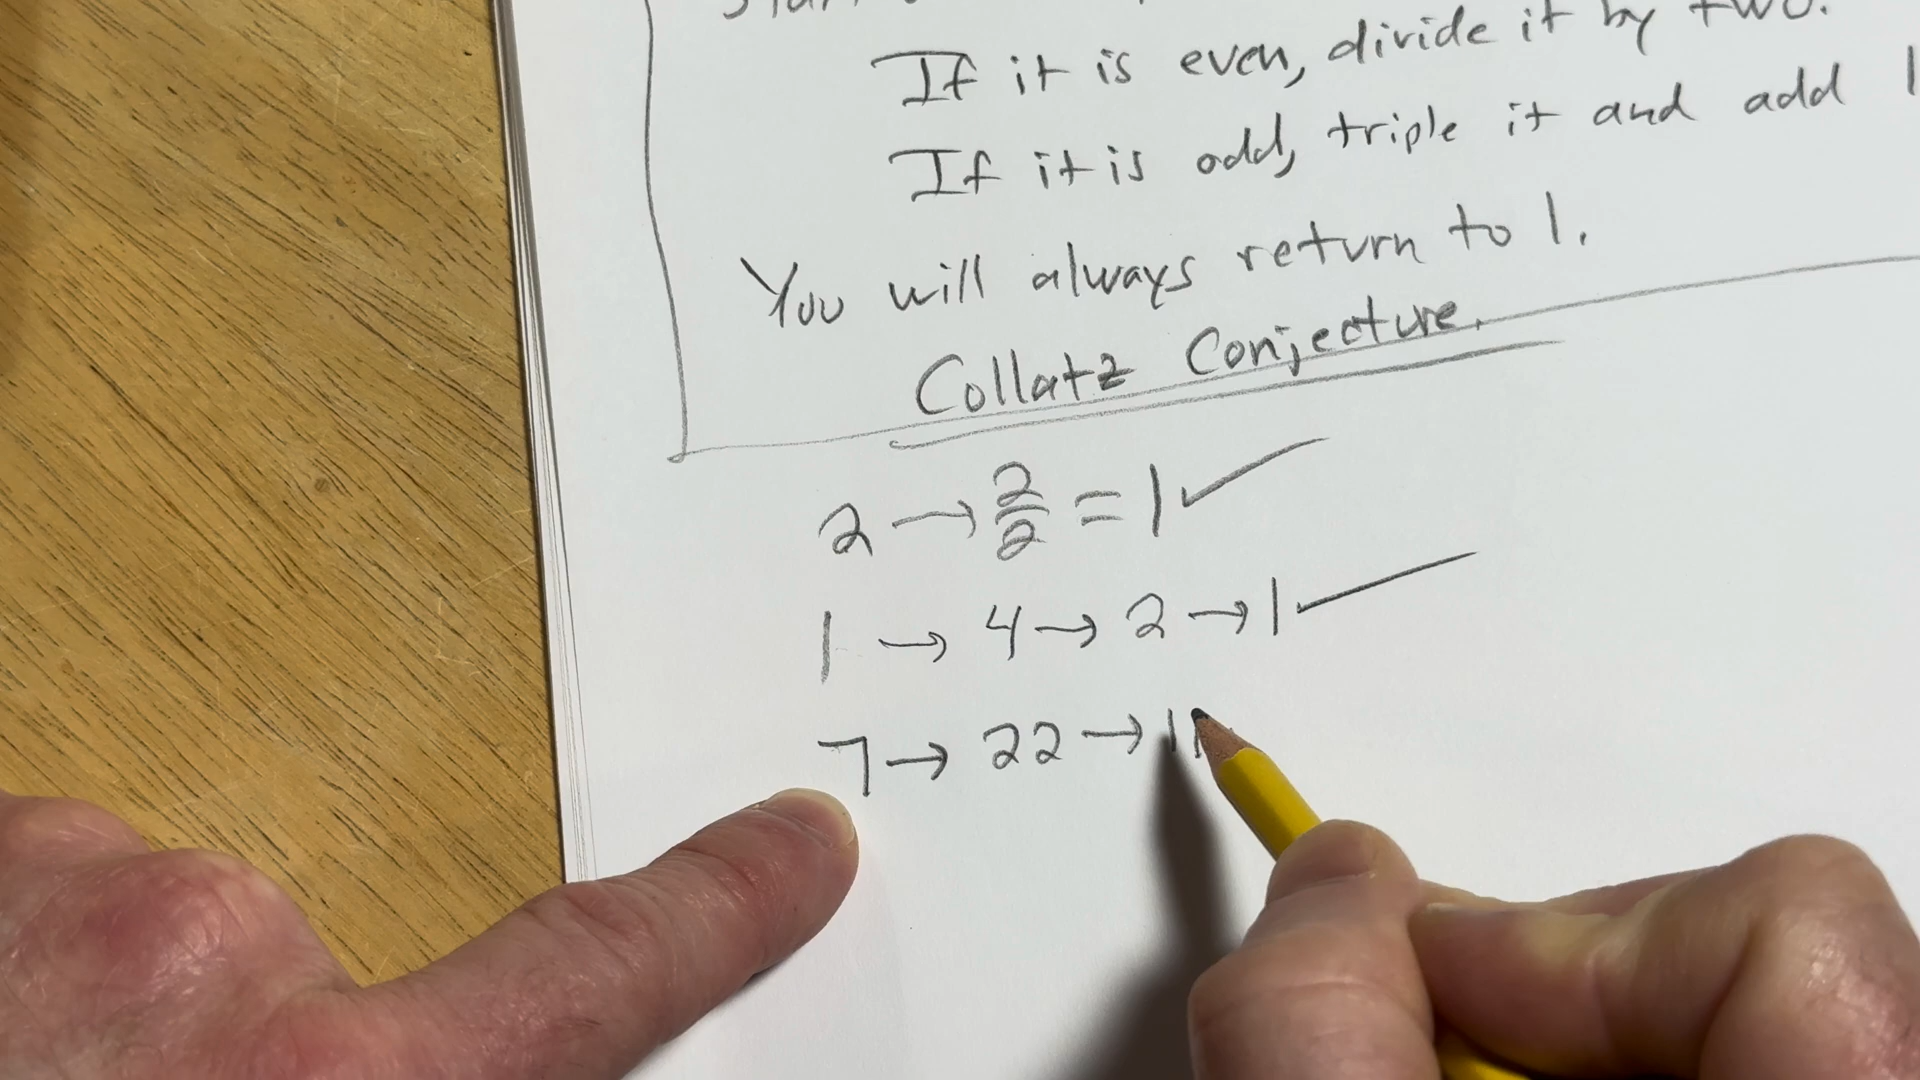 If it is even, divide it by two.
If it is odd, triple it and add 1
You will always return to 1.
Collatz Conjecture.
2 → 2/2 = 1 ✓
1 → 4 → 2 → 1 ✓
7 → 22 → 11